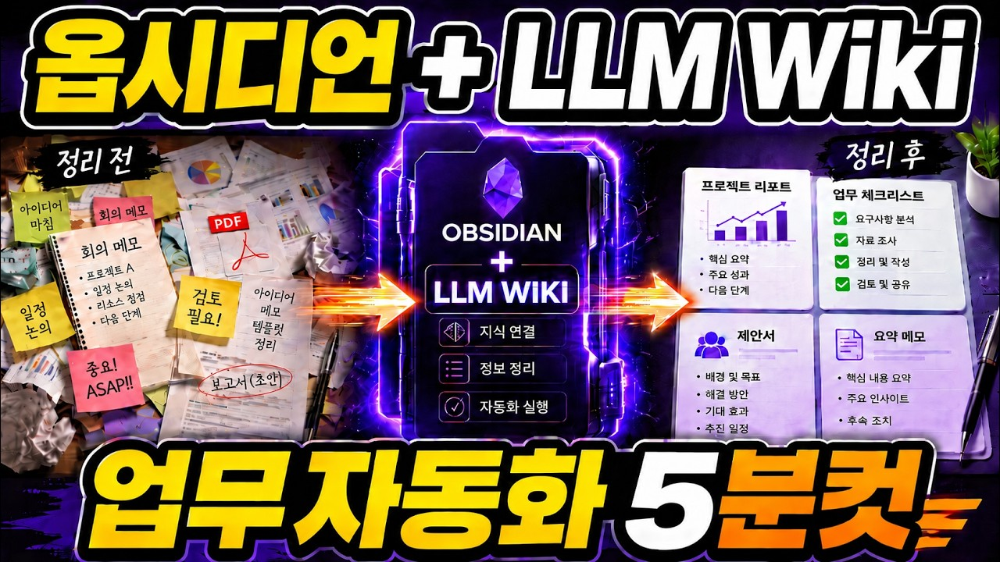 옵시디언 + LLM Wiki
정리 전
아이디어
마침
회의 메모
회의 메모
• 프로젝트 A
• 일정 논의
• 리소스 점검
• 다음 단계
PDF
일정
논의
검토
필요!
아이디어
메모
템플릿
정리
중요!
ASAP!!
보고서(초안)
OBSIDIAN
+
LLM WiKi
지식 연결
정보 정리
자동화 실행
정리 후
프로젝트 리포트
• 핵심 요약
• 주요 성과
• 다음 단계
업무 체크리스트
요구사항 분석
자료 조사
정리 및 작성
검토 및 공유
제안서
• 배경 및 목표
• 해결 방안
• 기대 효과
• 추진 일정
요약 메모
• 핵심 내용 요약
• 주요 인사이트
• 후속 조치
업무 자동화 5분컷